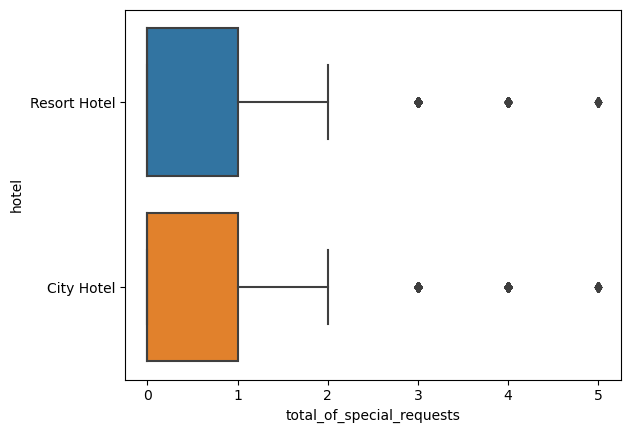 Resort Hotel
hotel
City Hotel
0 1 2 3 4 5
total_of_special_requests